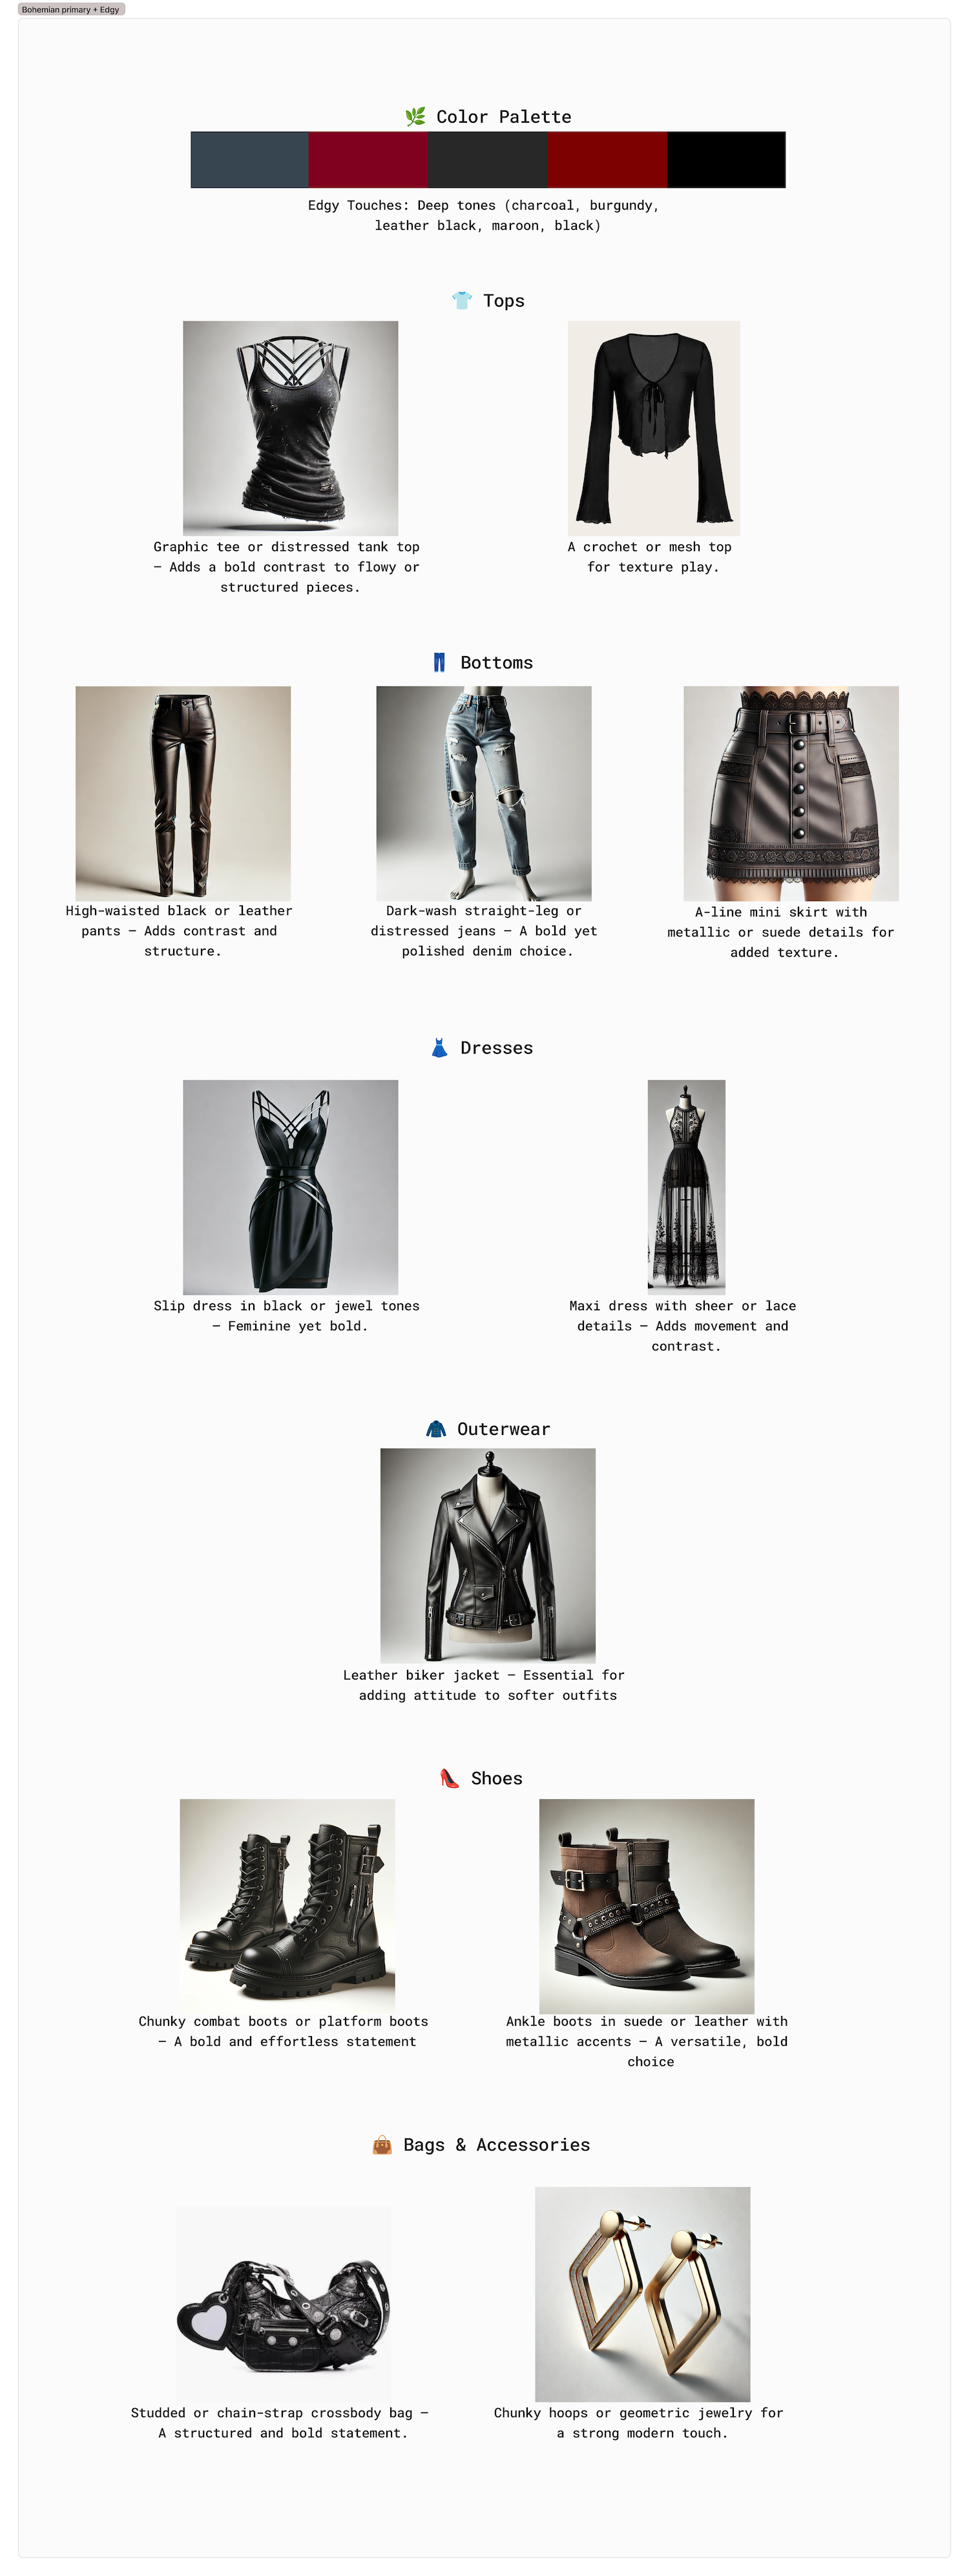 Bohemian primary + Edgy
🌿 Color Palette
Edgy Touches: Deep tones (charcoal, burgundy,
leather black, maroon, black)
👕 Tops
Graphic tee or distressed tank top
– Adds a bold contrast to flowy or
structured pieces.
A crochet or mesh top
for texture play.
👖 Bottoms
High-waisted black or leather
pants – Adds contrast and
structure.
Dark-wash straight-leg or
distressed jeans – A bold yet
polished denim choice.
A-line mini skirt with
metallic or suede details for
added texture.
👗 Dresses
Slip dress in black or jewel tones
– Feminine yet bold.
Maxi dress with sheer or lace
details – Adds movement and
contrast.
🧥 Outerwear
Leather biker jacket – Essential for
adding attitude to softer outfits
👠 Shoes
Chunky combat boots or platform boots
– A bold and effortless statement
Ankle boots in suede or leather with
metallic accents – A versatile, bold
choice
👜 Bags & Accessories
Studded or chain-strap crossbody bag –
A structured and bold statement.
Chunky hoops or geometric jewelry for
a strong modern touch.